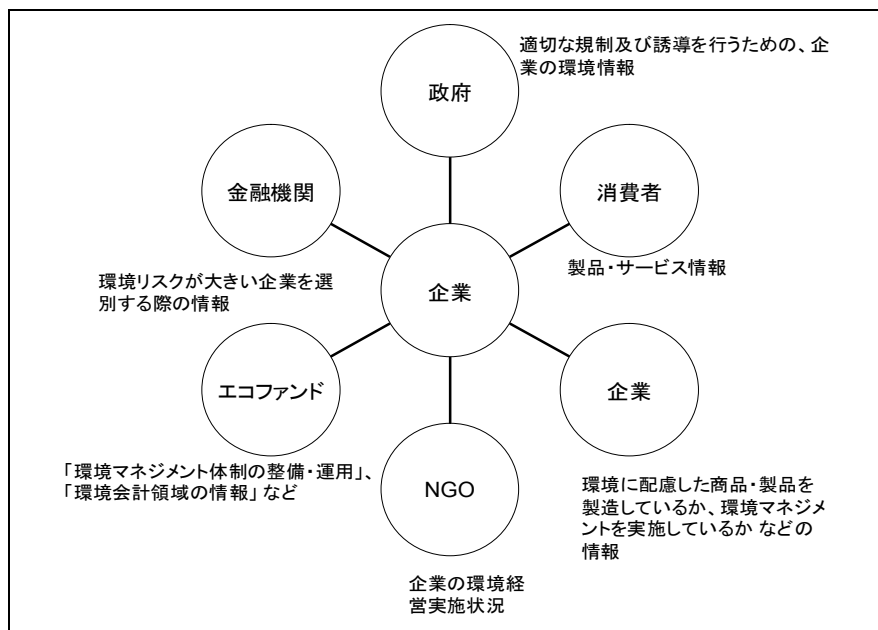 適切な規制及び誘導を行うための、企
業の環境情報
政府
金融機関
消費者
環境リスクが大きい企業を選
別する際の情報
企業
製品・サービス情報
エコファンド
企業
「環境マネジメント体制の整備・運用」、
「環境会計領域の情報」など
NGO
環境に配慮した商品・製品を
製造しているか、環境マネジメ
ントを実施しているか などの
情報
企業の環境経
営実施状況